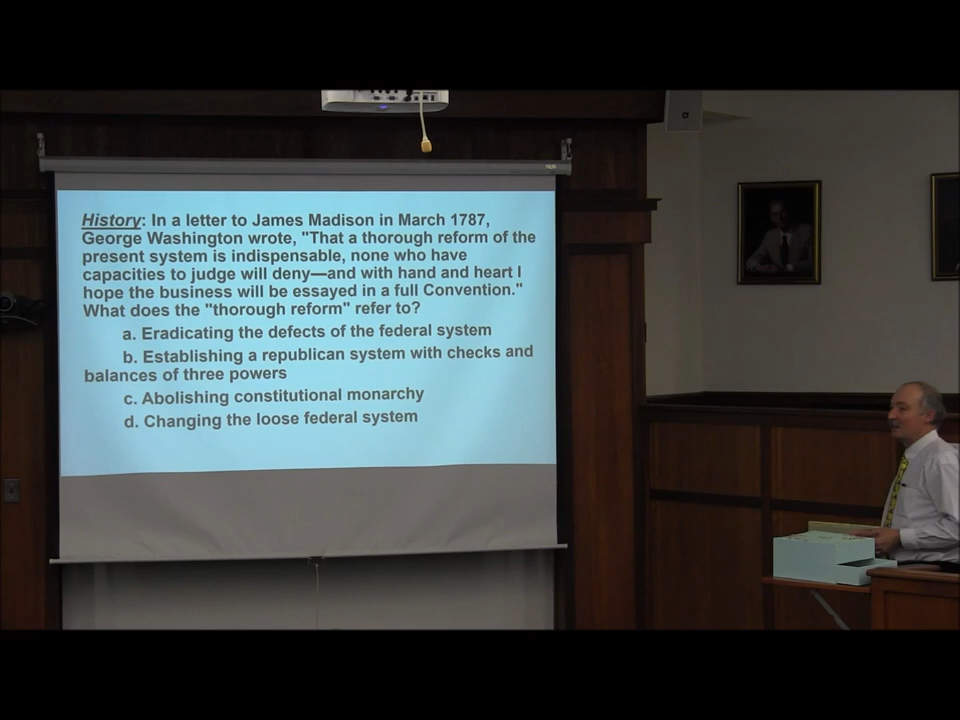 History: In a letter to James Madison in March 1787,
George Washington wrote, "That a thorough reform of the
present system is indispensable, none who have
capacities to judge will deny—and with hand and heart I
hope the business will be essayed in a full Convention."
What does the "thorough reform" refer to?
a. Eradicating the defects of the federal system
b. Establishing a republican system with checks and
balances of three powers
c. Abolishing constitutional monarchy
d. Changing the loose federal system